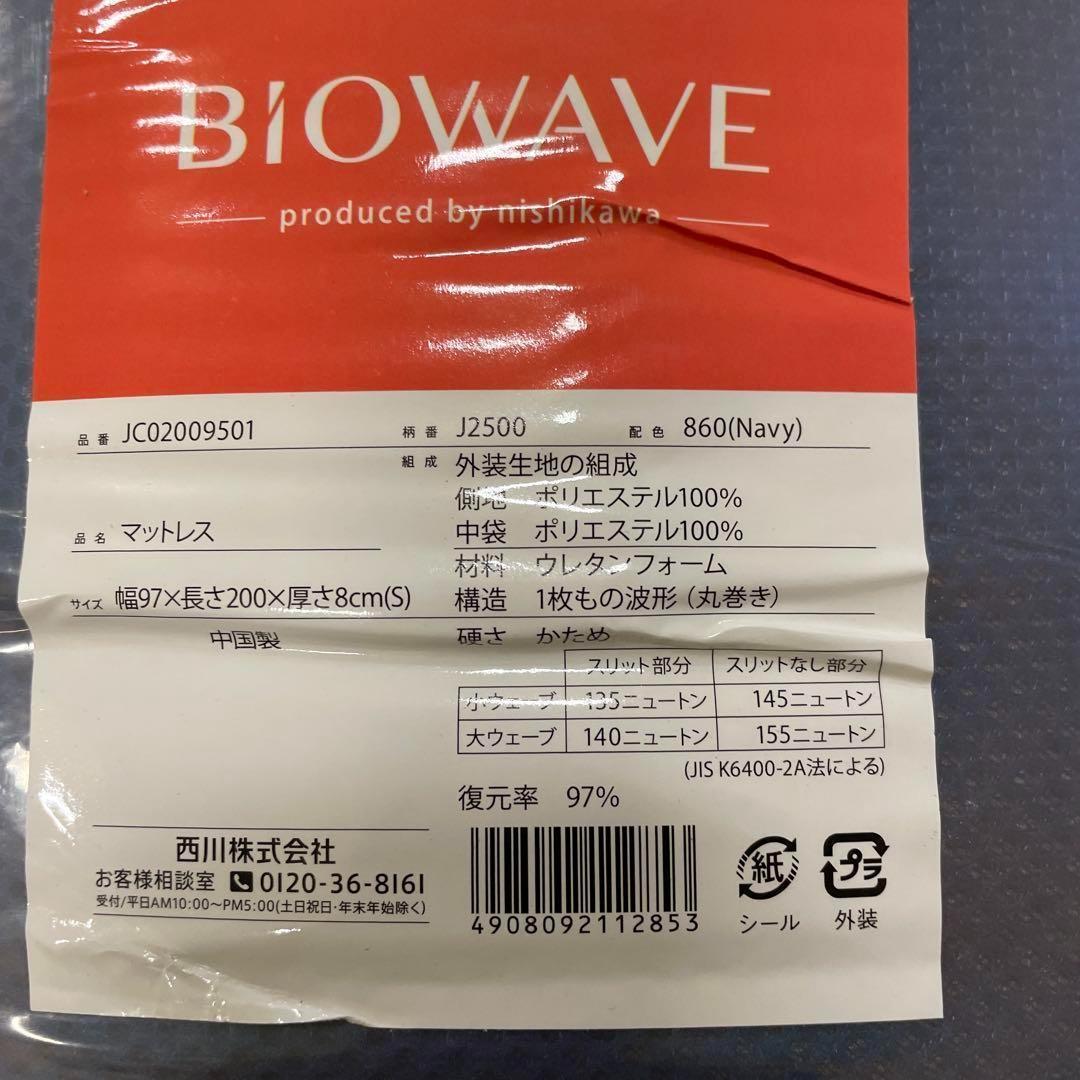 BIOWAVE
produced by nishikawa
品番 JC02009501 柄番 J2500 配色 860(Navy)
組成 外装生地の組成
側地 ポリエステル100%
品名 マットレス 中袋 ポリエステル100%
材料 ウレタンフォーム
サイズ 幅97×長さ200×厚さ8cm(S) 構造 1枚もの波形(丸巻き)
中国製 硬さ かため
スリット部分 スリットなし部分
小ウェーブ 135ニュートン 145ニュートン
大ウェーブ 140ニュートン 155ニュートン
(JIS K6400-2A法による)
復元率 97%
西川株式会社
お客様相談室 0120-36-8161
受付/平日AM10:00〜PM5:00(土日祝日・年末年始除く)
4908092112853
紙 プラ
シール 外装